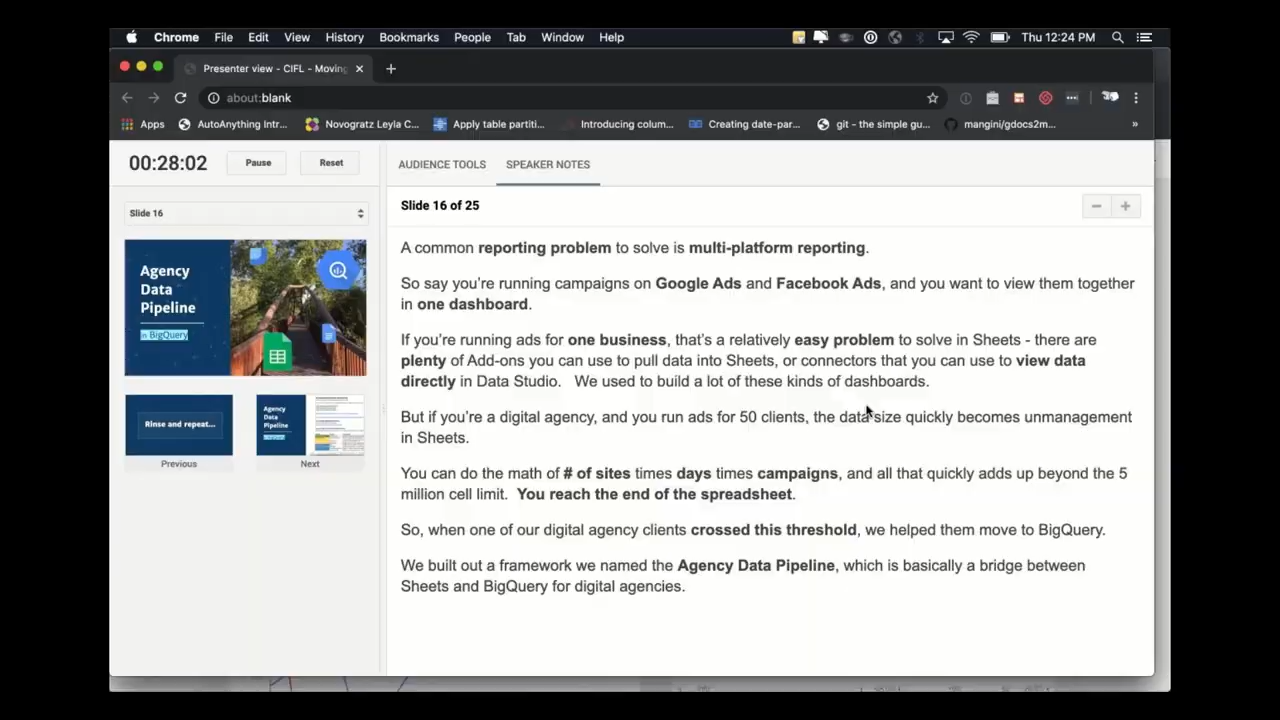 Chrome File Edit View History Bookmarks People Tab Window Help Thu 12:24 PM
Presenter view - CIFL - Moving
about:blank
Apps AutoAnything Intr... Novogratz Leyla C... Apply table partiti... Introducing colum... Creating date-par... git - the simple gu... mangini/gdocs2m... »
00:28:02 Pause Reset
AUDIENCE TOOLS SPEAKER NOTES
Slide 16
Agency
Data
Pipeline
in BigQuery
Rinse and repeat...
Previous
Agency
Data
Pipeline
Next
Slide 16 of 25
A common reporting problem to solve is multi-platform reporting.
So say you're running campaigns on Google Ads and Facebook Ads, and you want to view them together
in one dashboard.
If you're running ads for one business, that's a relatively easy problem to solve in Sheets - there are
plenty of Add-ons you can use to pull data into Sheets, or connectors that you can use to view data
directly in Data Studio. We used to build a lot of these kinds of dashboards.
But if you're a digital agency, and you run ads for 50 clients, the data size quickly becomes unmanagement
in Sheets.
You can do the math of # of sites times days times campaigns, and all that quickly adds up beyond the 5
million cell limit. You reach the end of the spreadsheet.
So, when one of our digital agency clients crossed this threshold, we helped them move to BigQuery.
We built out a framework we named the Agency Data Pipeline, which is basically a bridge between
Sheets and BigQuery for digital agencies.